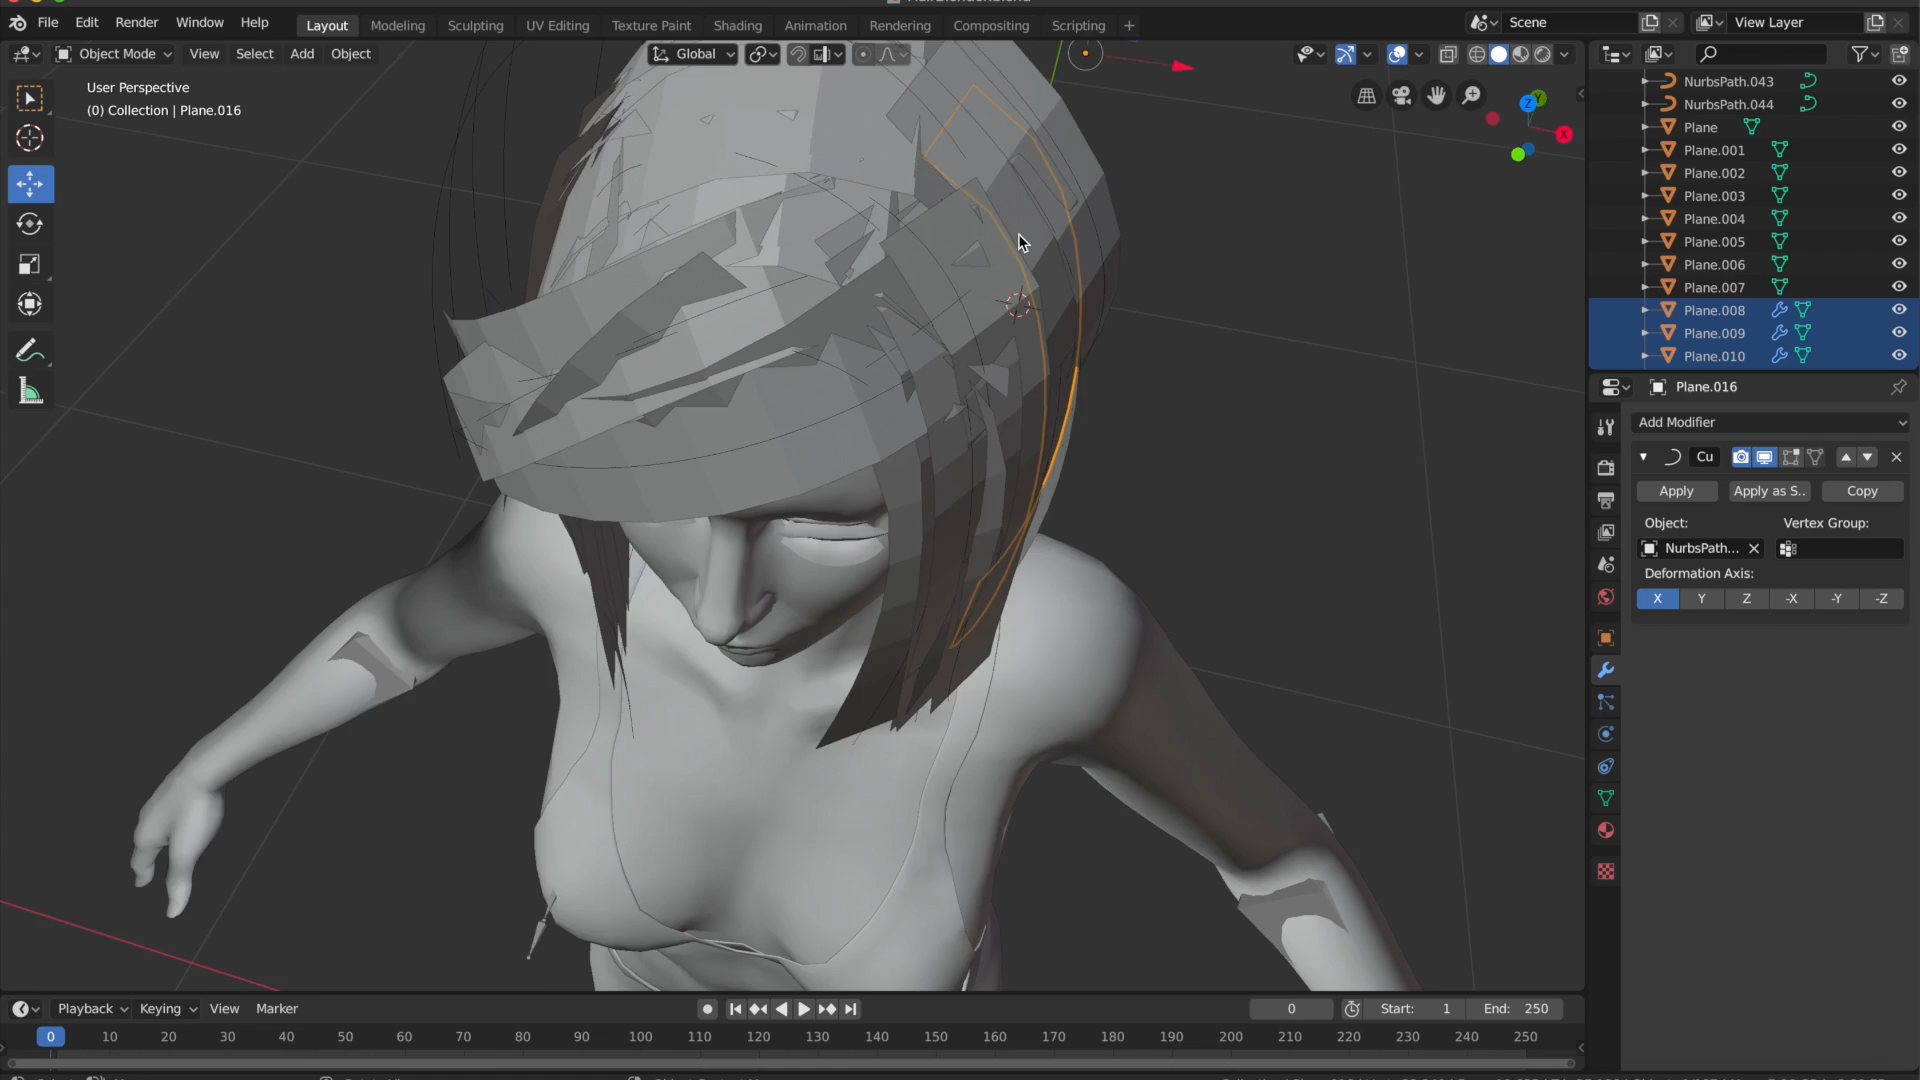 File Edit Render Window Help Layout Modeling Sculpting UV Editing Texture Paint Shading Animation Rendering Compositing Scripting + Scene View Layer
Object Mode View Select Add Object Global
User Perspective
(0) Collection | Plane.016
NurbsPath.043
NurbsPath.044
Plane
Plane.001
Plane.002
Plane.003
Plane.004
Plane.005
Plane.006
Plane.007
Plane.008
Plane.009
Plane.010
Z
Y
X
Plane.016
Add Modifier
Cu
Apply Apply as S.. Copy
Object: Vertex Group:
NurbsPath...
Deformation Axis:
X Y Z -X -Y -Z
Playback Keying View Marker 0 Start: 1 End: 250
0 10 20 30 40 50 60 70 80 90 100 110 120 130 140 150 160 170 180 190 200 210 220 230 240 250